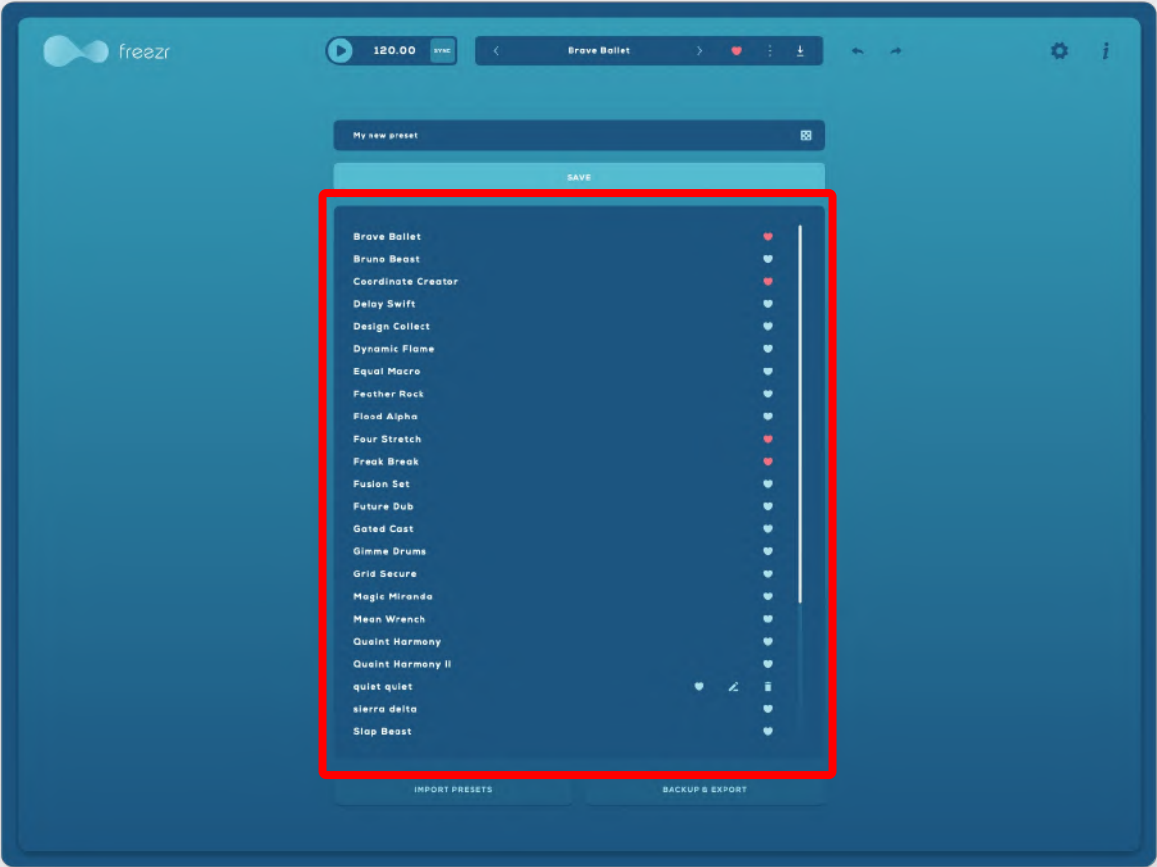 freezr
120.00 SYNC
Brave Ballet
My new preset
SAVE
Brave Ballet
Bruno Beast
Coordinate Creator
Delay Swift
Design Collect
Dynamic Flame
Equal Macro
Feather Rock
Flood Alpha
Four Stretch
Freak Break
Fusion Set
Future Dub
Gated Cast
Gimme Drums
Grid Secure
Magic Miranda
Mean Wrench
Quaint Harmony
Quaint Harmony II
quiet quiet
sierra delta
Slap Beast
IMPORT PRESETS
BACKUP & EXPORT